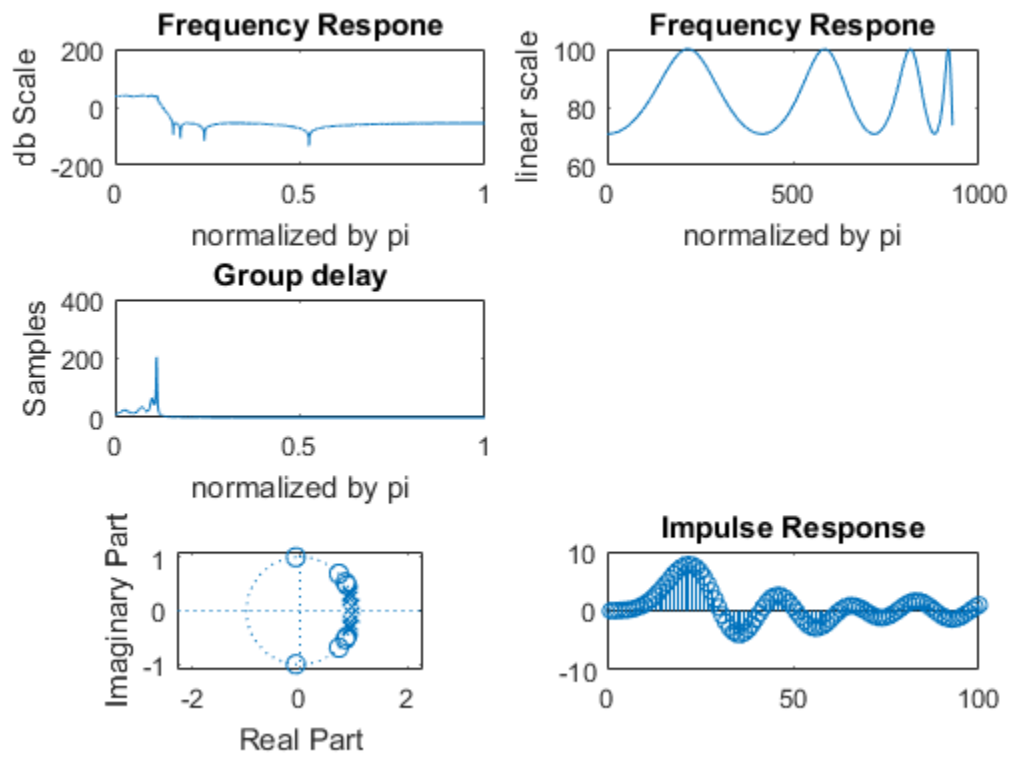 Frequency Respone
db Scale
200
0
-200
0
0.5
1
normalized by pi
Frequency Respone
linear scale
100
80
60
0
500
1000
normalized by pi
Group delay
Samples
400
200
0
0
0.5
1
normalized by pi
Imaginary Part
1
0
-1
-2
0
2
Real Part
Impulse Response
10
0
-10
0
50
100